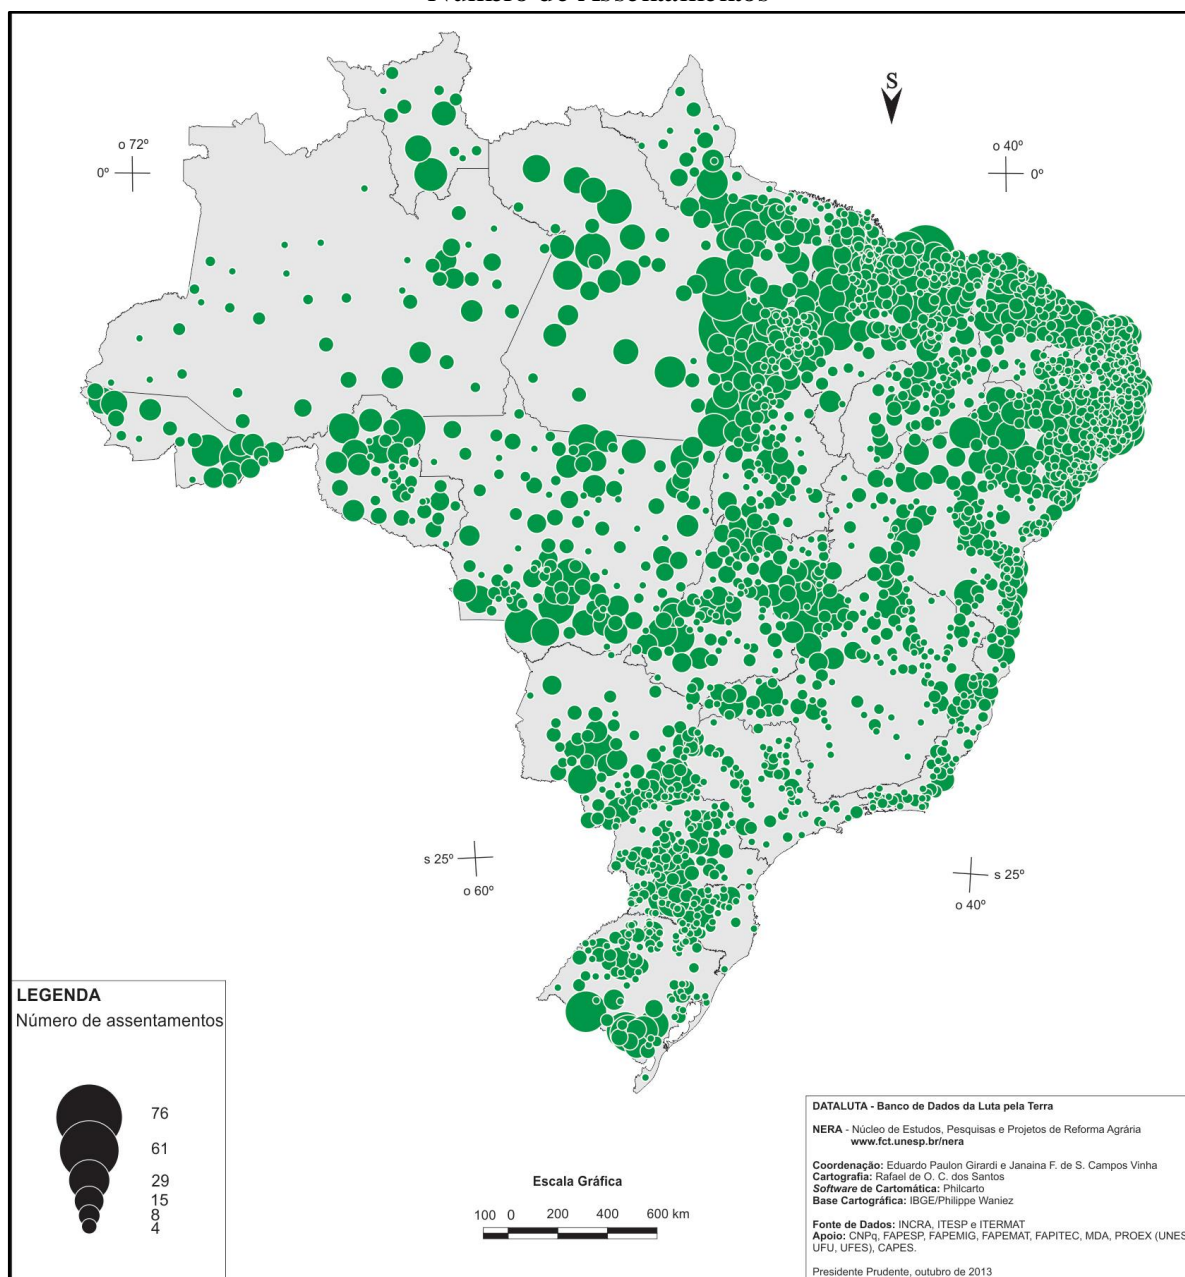 Número de Assentamentos
S
o 72º
0º
o 40º
0º
s 25º
o 60º
s 25º
o 40º
LEGENDA
Número de assentamentos
76
61
29
15
8
4
Escala Gráfica
100 0 200 400 600 km
DATALUTA - Banco de Dados da Luta pela Terra
NERA - Núcleo de Estudos, Pesquisas e Projetos de Reforma Agrária
www.fct.unesp.br/nera
Coordenação: Eduardo Paulon Girardi e Janaina F. de S. Campos Vinha
Cartografia: Rafael de O. C. dos Santos
Software de Cartomática: Philcarto
Base Cartográfica: IBGE/Philippe Waniez
Fonte de Dados: INCRA, ITESP e ITERMAT
Apoio: CNPq, FAPESP, FAPEMIG, FAPEMAT, FAPITEC, MDA, PROEX (UNES
UFU, UFES), CAPES.
Presidente Prudente, outubro de 2013